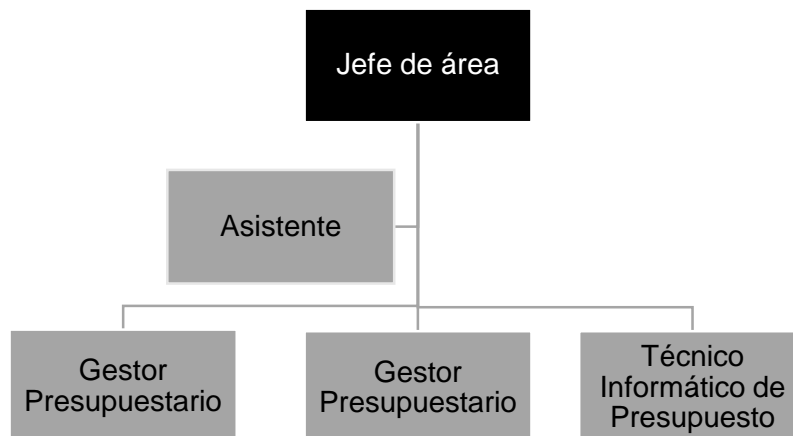 Jefe de área
Asistente
Gestor
Presupuestario
Gestor
Presupuestario
Técnico
Informático de
Presupuesto